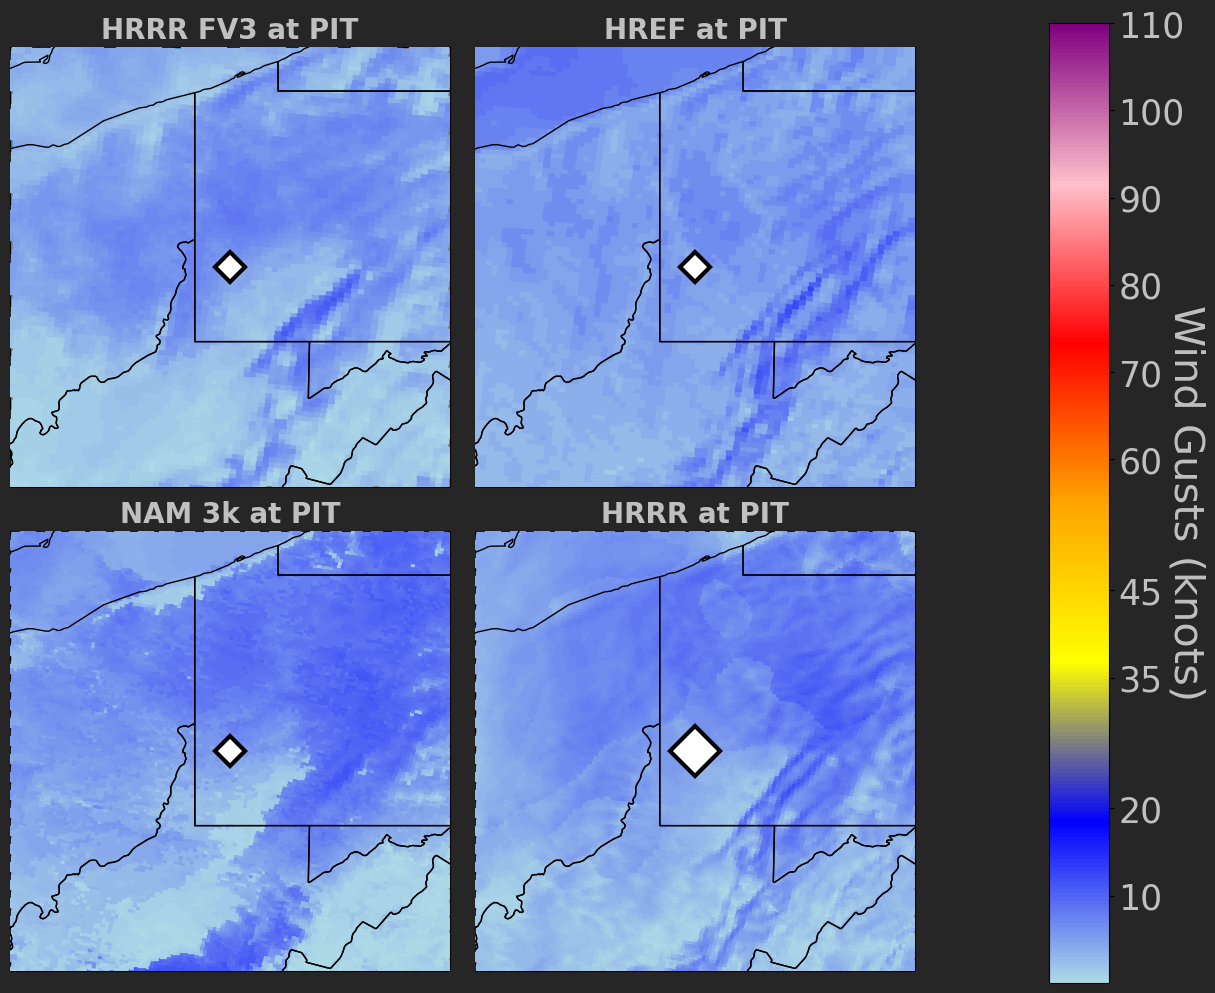 HRRR FV3 at PIT
HREF at PIT
NAM 3k at PIT
HRRR at PIT
110
100
90
80
70
60
45
35
20
10
Wind Gusts (knots)